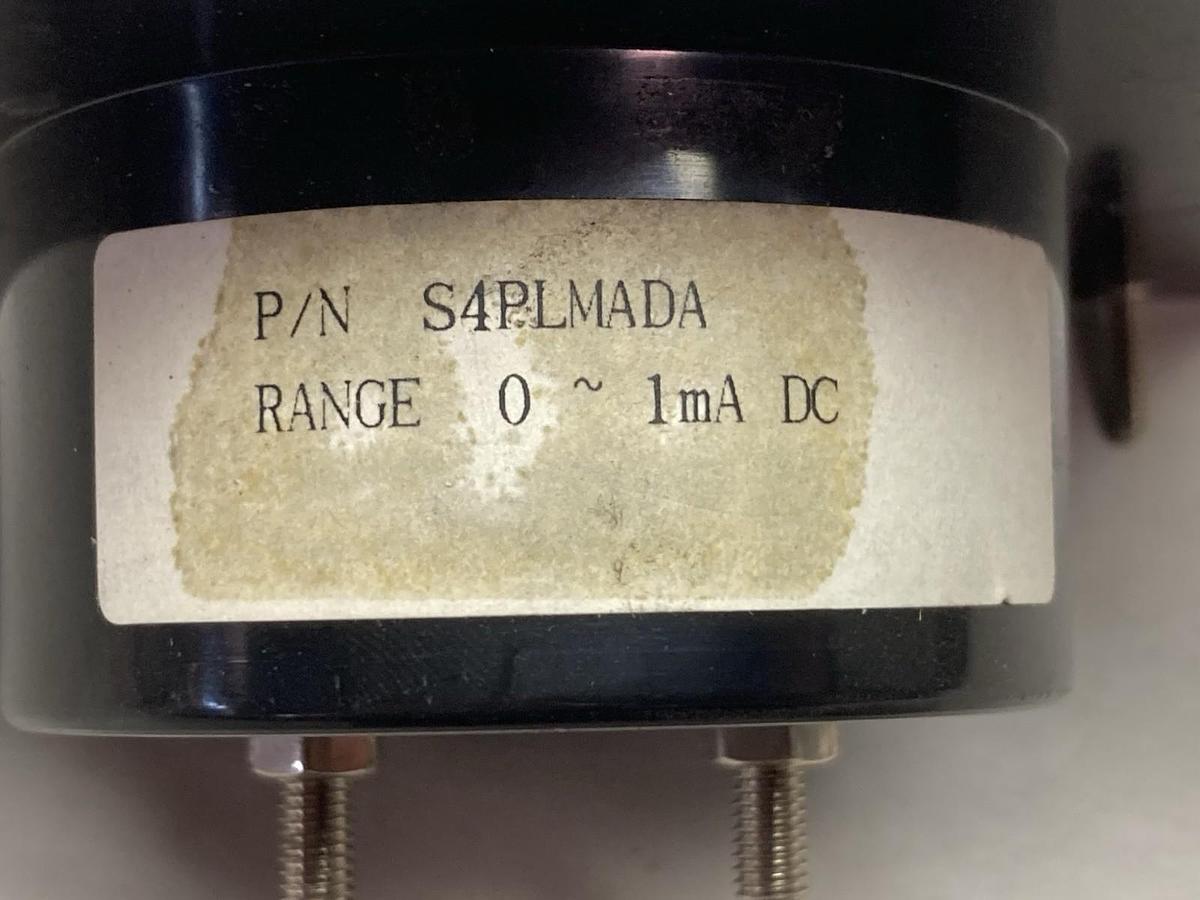 P/N S4PLMADA
RANGE 0 ~ 1mA DC